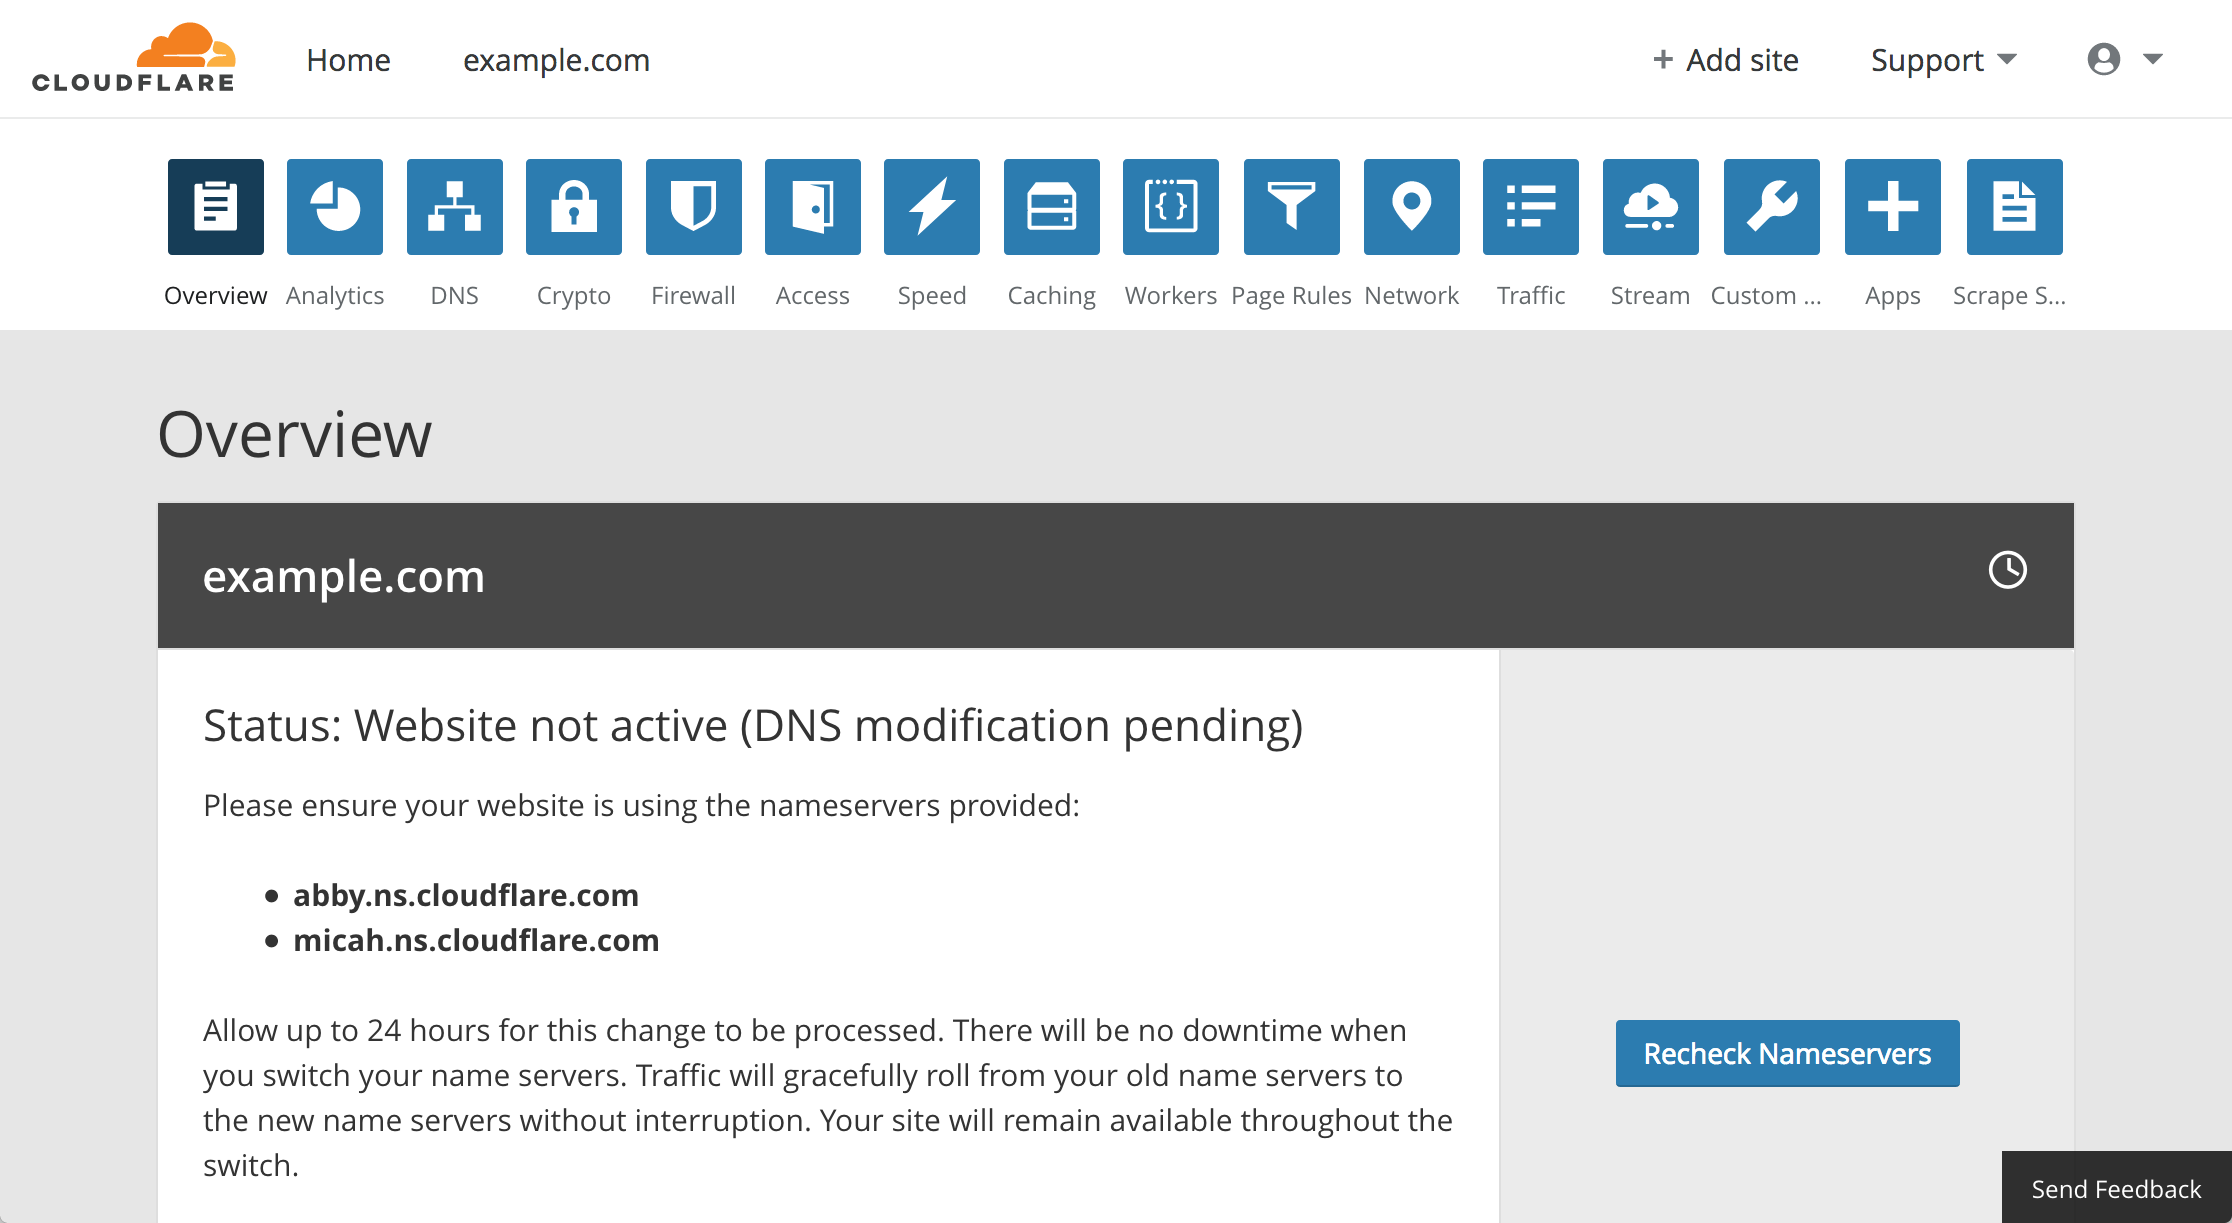 CLOUDFLARE
Home
example.com
+ Add site
Support
Overview
Analytics
DNS
Crypto
Firewall
Access
Speed
Caching
Workers
Page Rules
Network
Traffic
Stream
Custom ...
Apps
Scrape S...
Overview
example.com
Status: Website not active (DNS modification pending)
Please ensure your website is using the nameservers provided:
• abby.ns.cloudflare.com
• micah.ns.cloudflare.com
Allow up to 24 hours for this change to be processed. There will be no downtime when
you switch your name servers. Traffic will gracefully roll from your old name servers to
the new name servers without interruption. Your site will remain available throughout the
switch.
Recheck Nameservers
Send Feedback